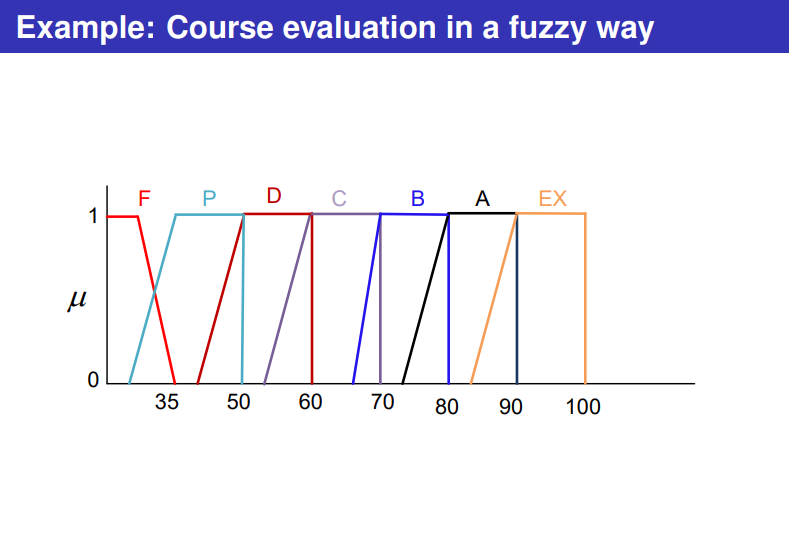 Example: Course evaluation in a fuzzy way
F P D C B A EX
1
μ
0
35 50 60 70 80 90 100